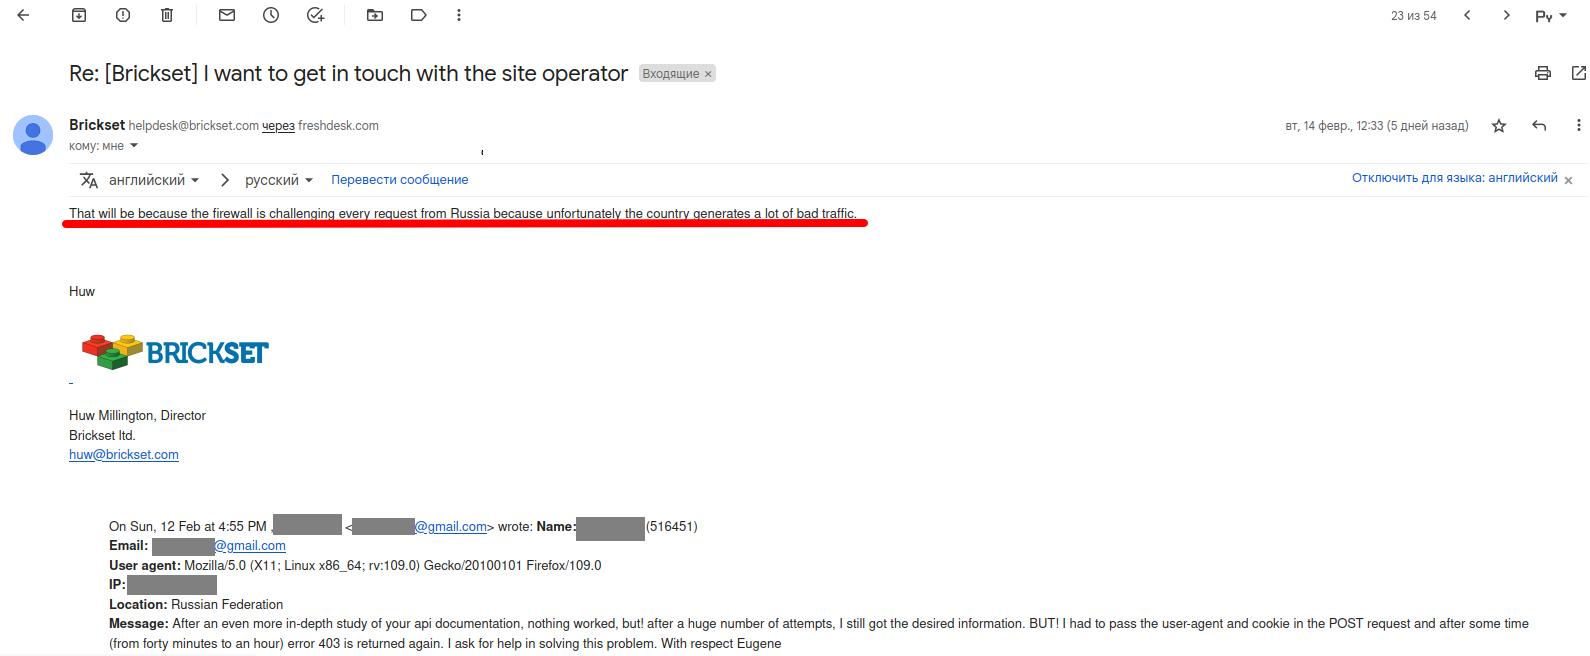 23 из 54
Ру
Re: [Brickset] I want to get in touch with the site operator Входящие ×
Brickset helpdesk@brickset.com через freshdesk.com
вт, 14 февр., 12:33 (5 дней назад)
кому: мне
английский > русский Перевести сообщение
Отключить для языка: английский ×
That will be because the firewall is challenging every request from Russia because unfortunately the country generates a lot of bad traffic.
Huw
BRICKSET
Huw Millington, Director
Brickset ltd.
huw@brickset.com
On Sun, 12 Feb at 4:55 PM , < @gmail.com> wrote: Name: (516451)
Email: @gmail.com
User agent: Mozilla/5.0 (X11; Linux x86_64; rv:109.0) Gecko/20100101 Firefox/109.0
IP:
Location: Russian Federation
Message: After an even more in-depth study of your api documentation, nothing worked, but! after a huge number of attempts, I still got the desired information. BUT! I had to pass the user-agent and cookie in the POST request and after some time
(from forty minutes to an hour) error 403 is returned again. I ask for help in solving this problem. With respect Eugene